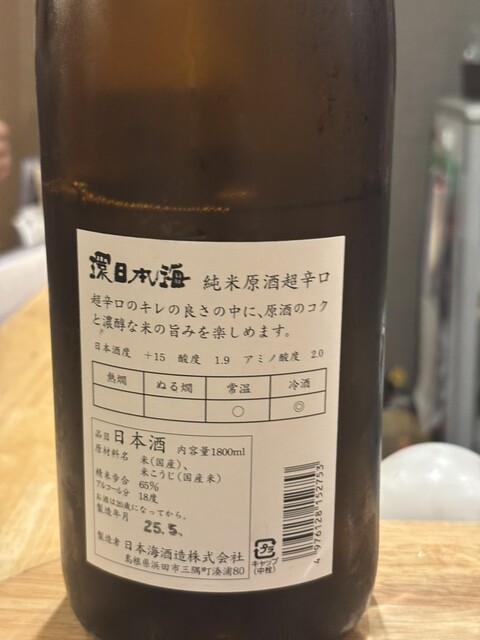 環日本海 純米原酒超辛口
超辛口のキレの良さの中に、原酒のコク
と濃醇な米の旨みを楽しめます。
日本酒度 +15 酸度 1.9 アミノ酸度 2.0
熱燗 ぬる燗 常温 冷酒
○ ◎
品目 日本酒 内容量1800ml
原材料名 米(国産)、
米こうじ(国産米)
精米歩合 65%
アルコール分 18度
お酒は20歳になってから。
製造年月 25.5.
製造者 日本海酒造株式会社
島根県浜田市三隅町湊浦80
4 976128 152753
プラ
キャップ
(中栓)